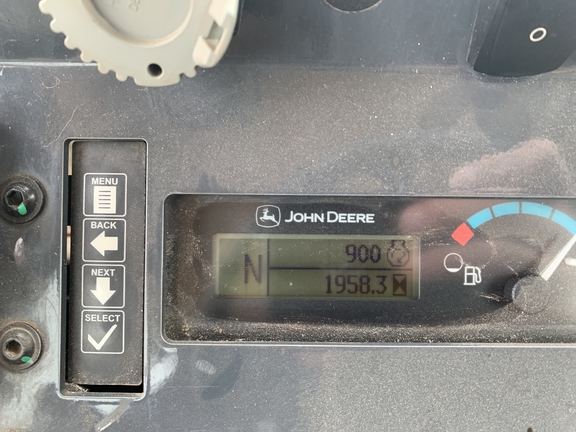 MENU
BACK
NEXT
SELECT
JOHN DEERE
N
900
1958.3